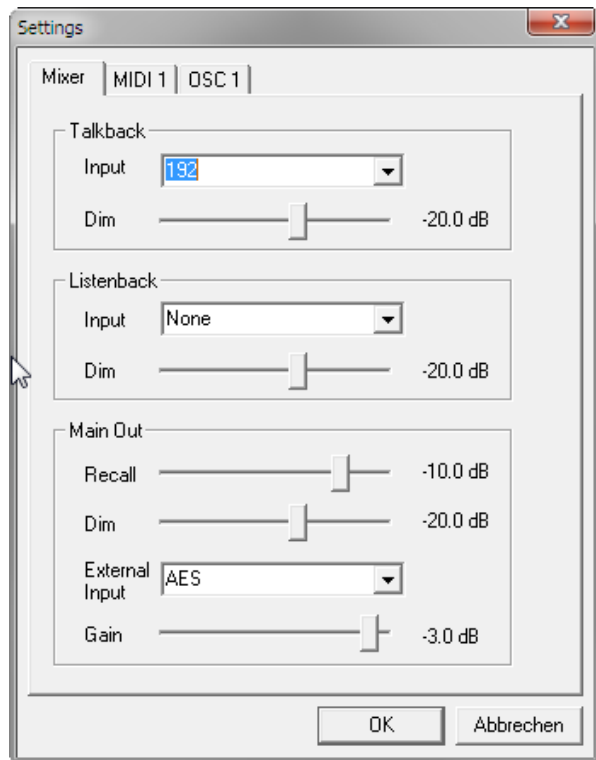 Settings
Mixer MIDI 1 OSC 1
Talkback
Input 192
Dim -20.0 dB
Listenback
Input None
Dim -20.0 dB
Main Out
Recall -10.0 dB
Dim -20.0 dB
External
Input AES
Gain -3.0 dB
OK Abbrechen